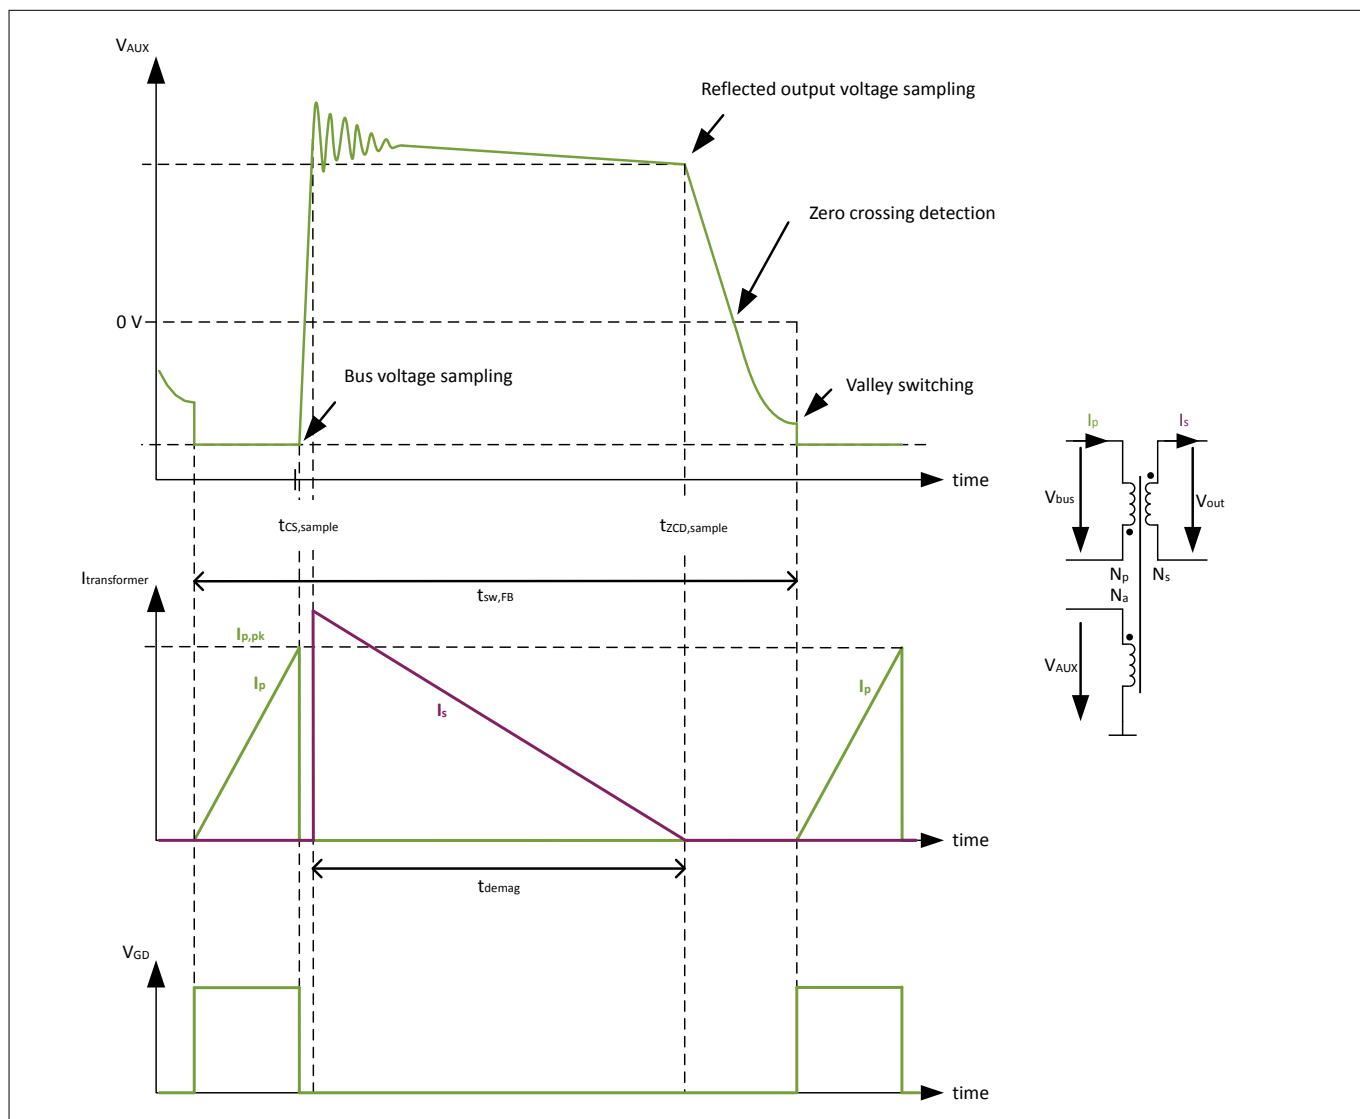 VAUX
Reflected output voltage sampling
Zero crossing detection
0 V
Bus voltage sampling
Valley switching
time
tCS,sample
tZCD,sample
Ip
Is
Vbus
Vout
Np
Ns
Na
VAUX
Itransformer
tsw,FB
Ip,pk
Ip
Is
Ip
time
tdemag
VGD
time